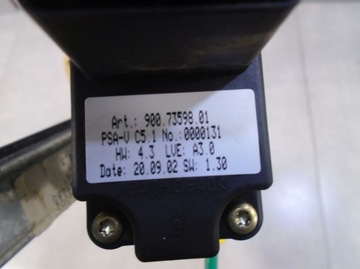 Art.: 900.73598.01
PSA-V C5.1 No.:0000131
HW: 4.3 LVE: A3.0
Date: 20.09.02 SW: 1.30